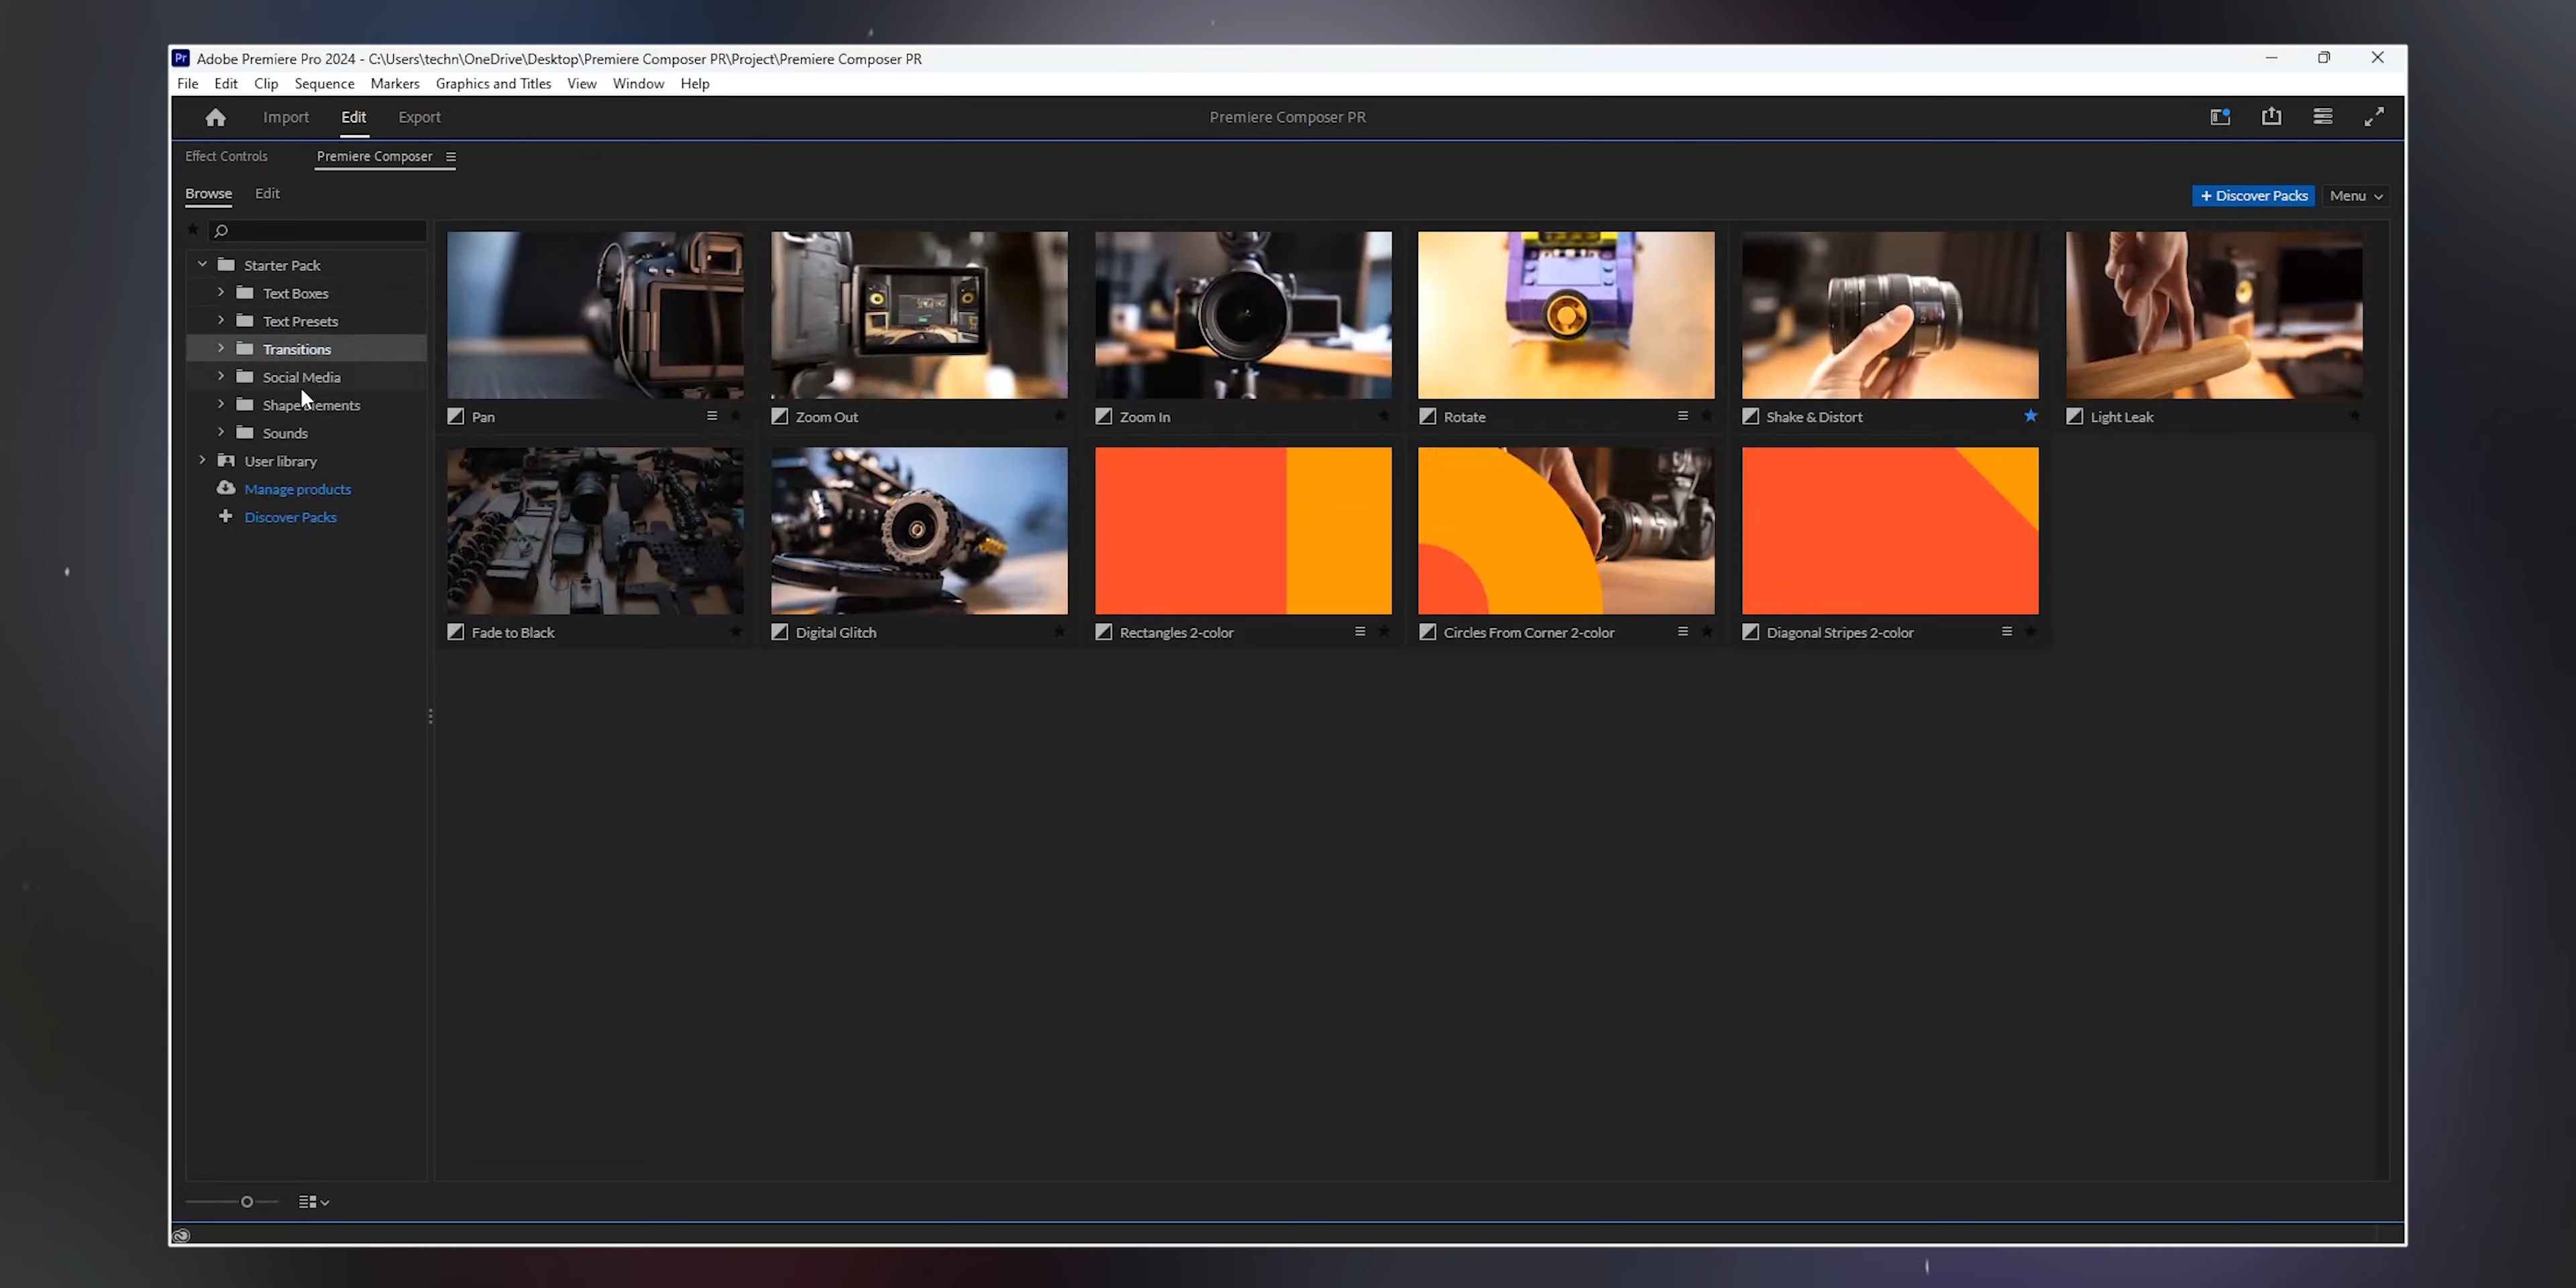 Pr Adobe Premiere Pro 2024 - C:\Users\techn\OneDrive\Desktop\Premiere Composer PR\Project\Premiere Composer PR
File Edit Clip Sequence Markers Graphics and Titles View Window Help
Import Edit Export Premiere Composer PR
Effect Controls Premiere Composer
Browse Edit + Discover Packs Menu
Starter Pack
Text Boxes
Text Presets
Transitions
Social Media
Shape Elements
Sounds
User library
Manage products
Discover Packs
Pan Zoom Out Zoom In Rotate Shake & Distort Light Leak
Fade to Black Digital Glitch Rectangles 2-color Circles From Corner 2-color Diagonal Stripes 2-color